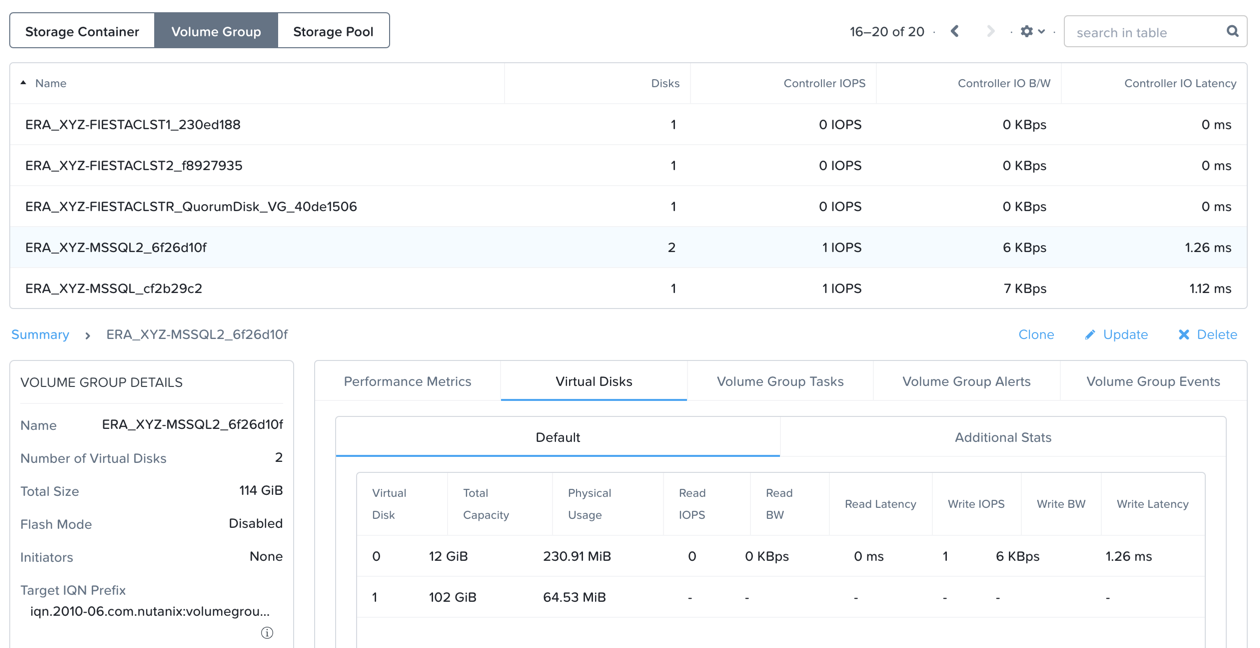 Storage Container Volume Group Storage Pool 16–20 of 20 search in table
Name Disks Controller IOPS Controller IO B/W Controller IO Latency
ERA_XYZ-FIESTACLST1_230ed188 1 0 IOPS 0 KBps 0 ms
ERA_XYZ-FIESTACLST2_f8927935 1 0 IOPS 0 KBps 0 ms
ERA_XYZ-FIESTACLSTR_QuorumDisk_VG_40de1506 1 0 IOPS 0 KBps 0 ms
ERA_XYZ-MSSQL2_6f26d10f 2 1 IOPS 6 KBps 1.26 ms
ERA_XYZ-MSSQL_cf2b29c2 1 1 IOPS 7 KBps 1.12 ms
Summary › ERA_XYZ-MSSQL2_6f26d10f Clone Update Delete
VOLUME GROUP DETAILS
Name ERA_XYZ-MSSQL2_6f26d10f
Number of Virtual Disks 2
Total Size 114 GiB
Flash Mode Disabled
Initiators None
Target IQN Prefix
iqn.2010-06.com.nutanix:volumegrou...
Performance Metrics Virtual Disks Volume Group Tasks Volume Group Alerts Volume Group Events
Default Additional Stats
Virtual Disk Total Capacity Physical Usage Read IOPS Read BW Read Latency Write IOPS Write BW Write Latency
0 12 GiB 230.91 MiB 0 0 KBps 0 ms 1 6 KBps 1.26 ms
1 102 GiB 64.53 MiB - - - - - -